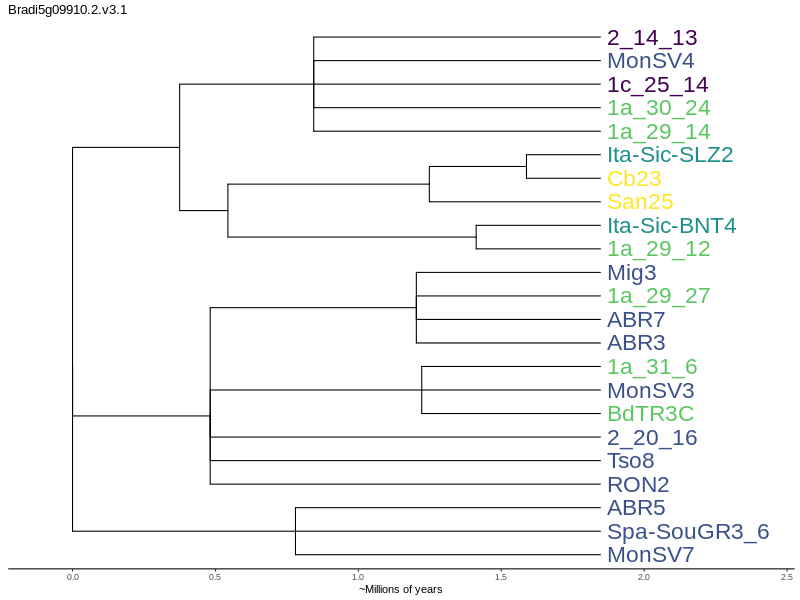 Bradi5g09910.2.v3.1
2_14_13
MonSV4
1c_25_14
1a_30_24
1a_29_14
Ita-Sic-SLZ2
Cb23
San25
Ita-Sic-BNT4
1a_29_12
Mig3
1a_29_27
ABR7
ABR3
1a_31_6
MonSV3
BdTR3C
2_20_16
Tso8
RON2
ABR5
Spa-SouGR3_6
MonSV7
0.0 0.5 1.0 1.5 2.0 2.5
~Millions of years